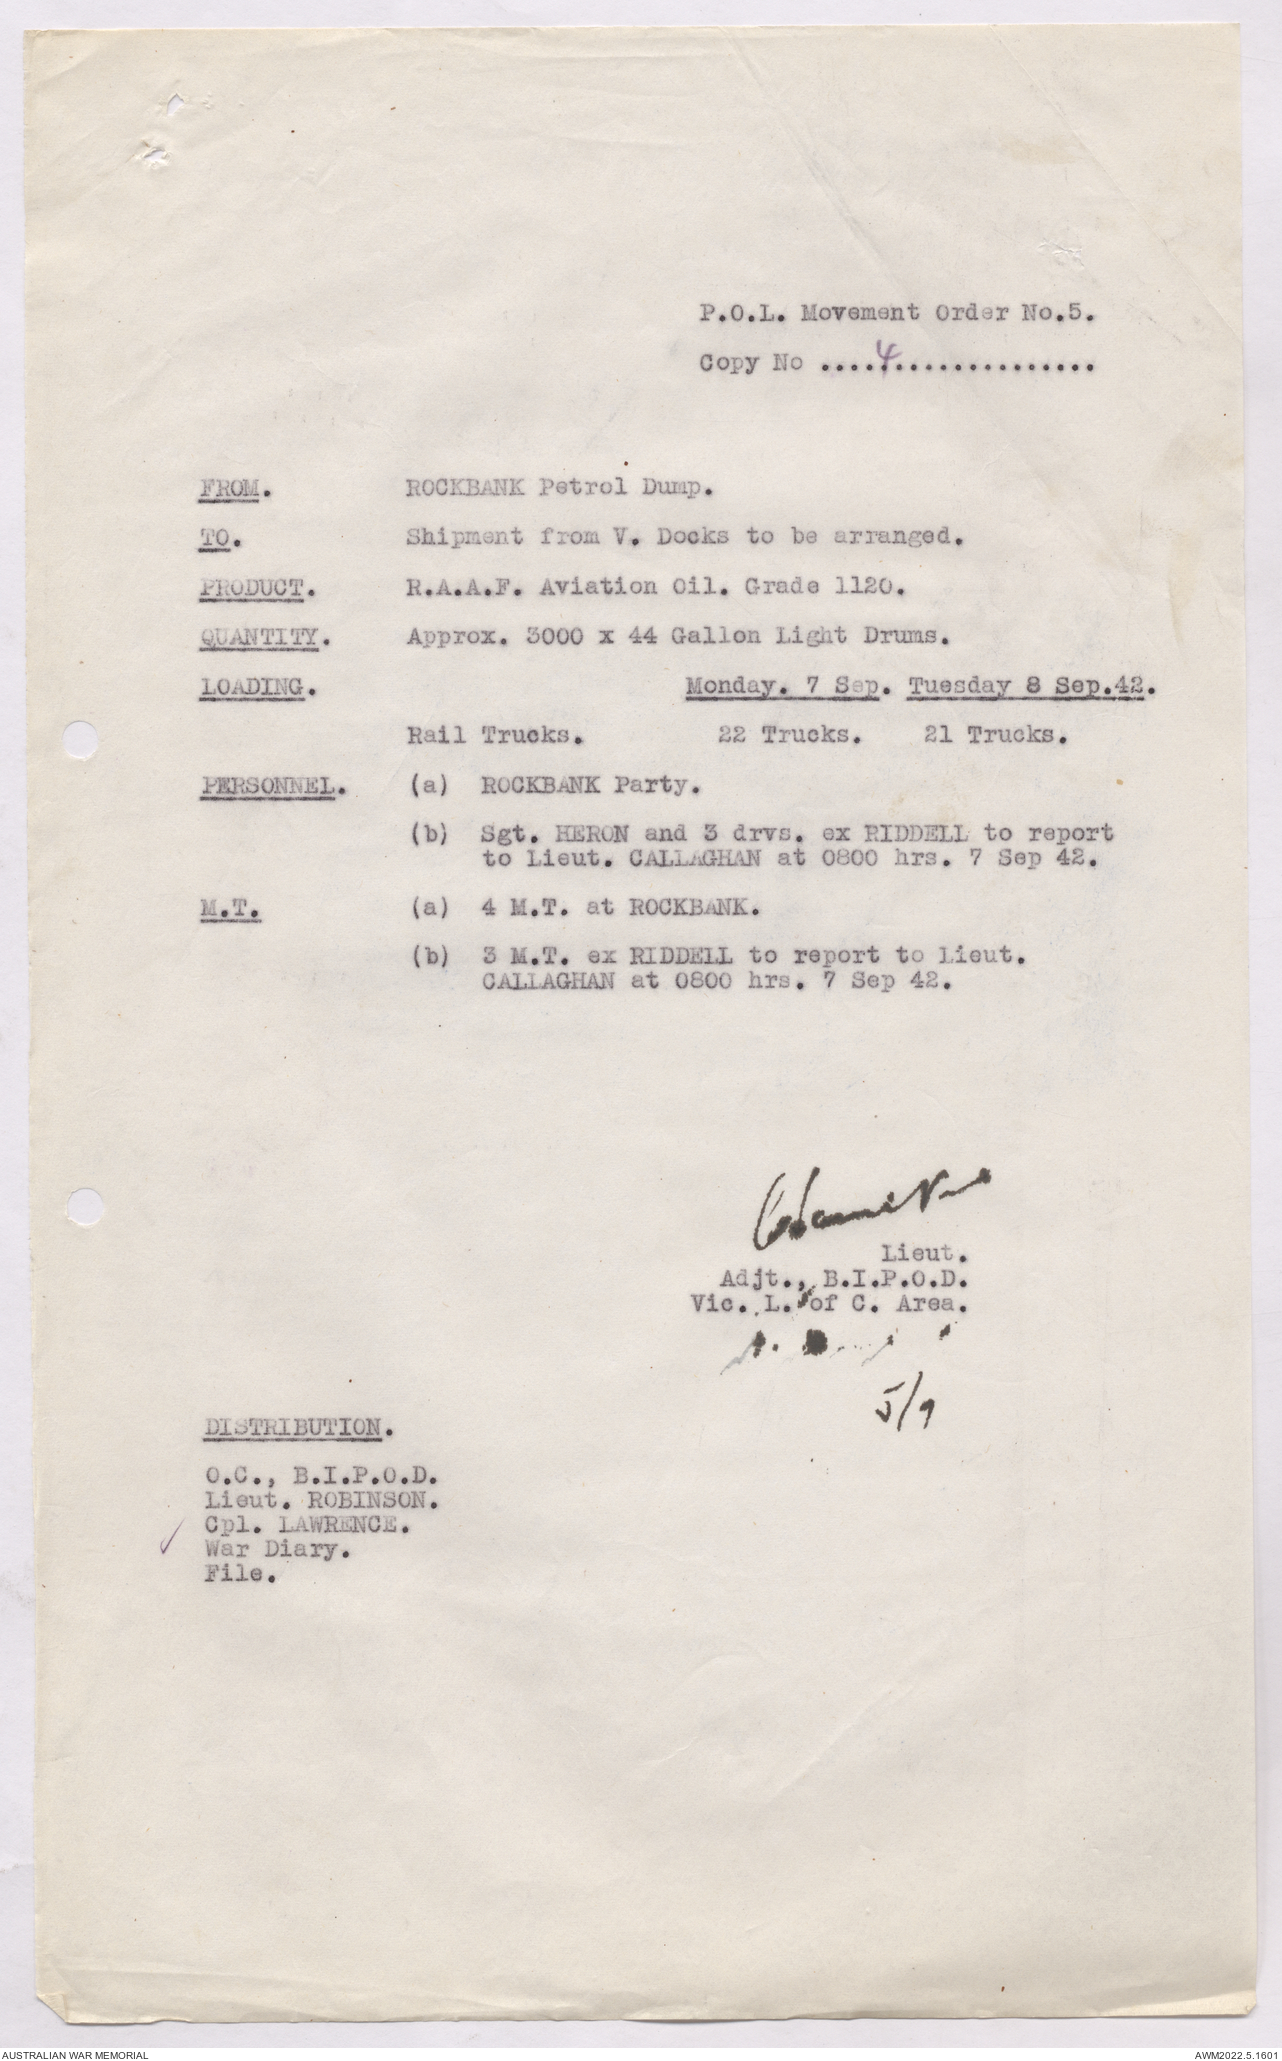 P.O.L. Movement Order No.5.
Copy No ....4..............
FROM. ROCKBANK Petrol Dump.
TO. Shipment from V. Docks to be arranged.
PRODUCT. R.A.A.F. Aviation Oil. Grade 1120.
QUANTITY. Approx. 3000 x 44 Gallon Light Drums.
LOADING. Monday. 7 Sep. Tuesday 8 Sep.42.
Rail Trucks. 22 Trucks. 21 Trucks.
PERSONNEL. (a) ROCKBANK Party.
(b) Sgt. HERON and 3 drvs. ex RIDDELL to report
to Lieut. CALLAGHAN at 0800 hrs. 7 Sep 42.
M.T. (a) 4 M.T. at ROCKBANK.
(b) 3 M.T. ex RIDDELL to report to Lieut.
CALLAGHAN at 0800 hrs. 7 Sep 42.
Lieut.
Adjt., B.I.P.O.D.
Vic. L. of C. Area.
5/9
DISTRIBUTION.
O.C., B.I.P.O.D.
Lieut. ROBINSON.
Cpl. LAWRENCE.
War Diary.
File.
AUSTRALIAN WAR MEMORIAL
AWM2022.5.1601